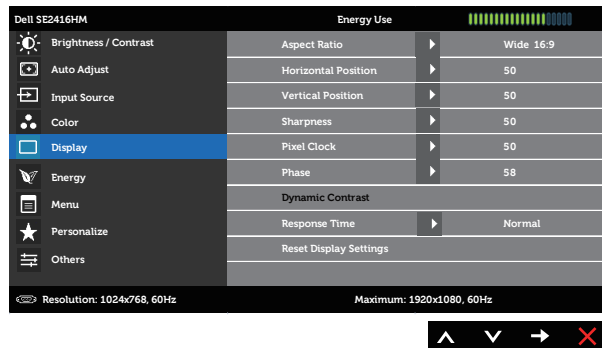 Dell SE2416HM Energy Use
Brightness / Contrast
Aspect Ratio Wide 16:9
Auto Adjust
Horizontal Position 50
Input Source
Vertical Position 50
Color
Sharpness 50
Display
Pixel Clock 50
Energy
Phase 58
Menu
Dynamic Contrast
Personalize
Response Time Normal
Others
Reset Display Settings
Resolution: 1024x768, 60Hz Maximum: 1920x1080, 60Hz